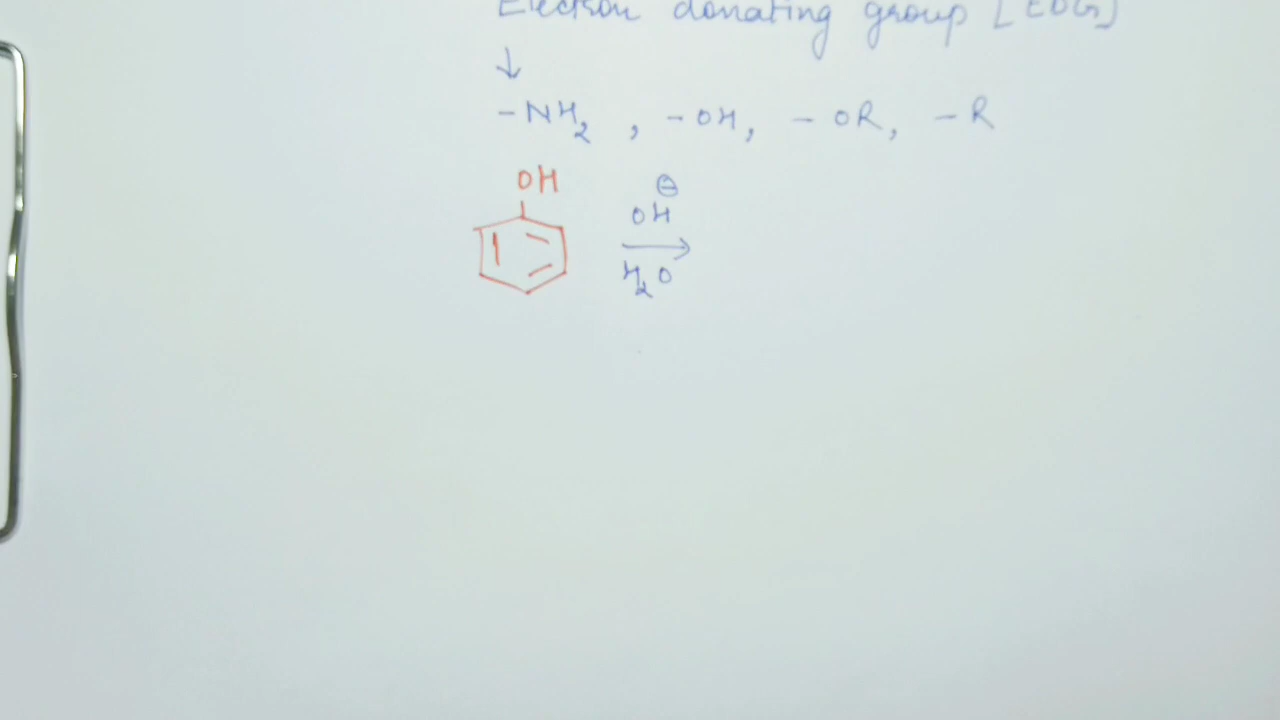 Electron donating group [EDG]
↓
-NH₂, -OH, -OR, -R
OH
⊖
OH
→
H₂O